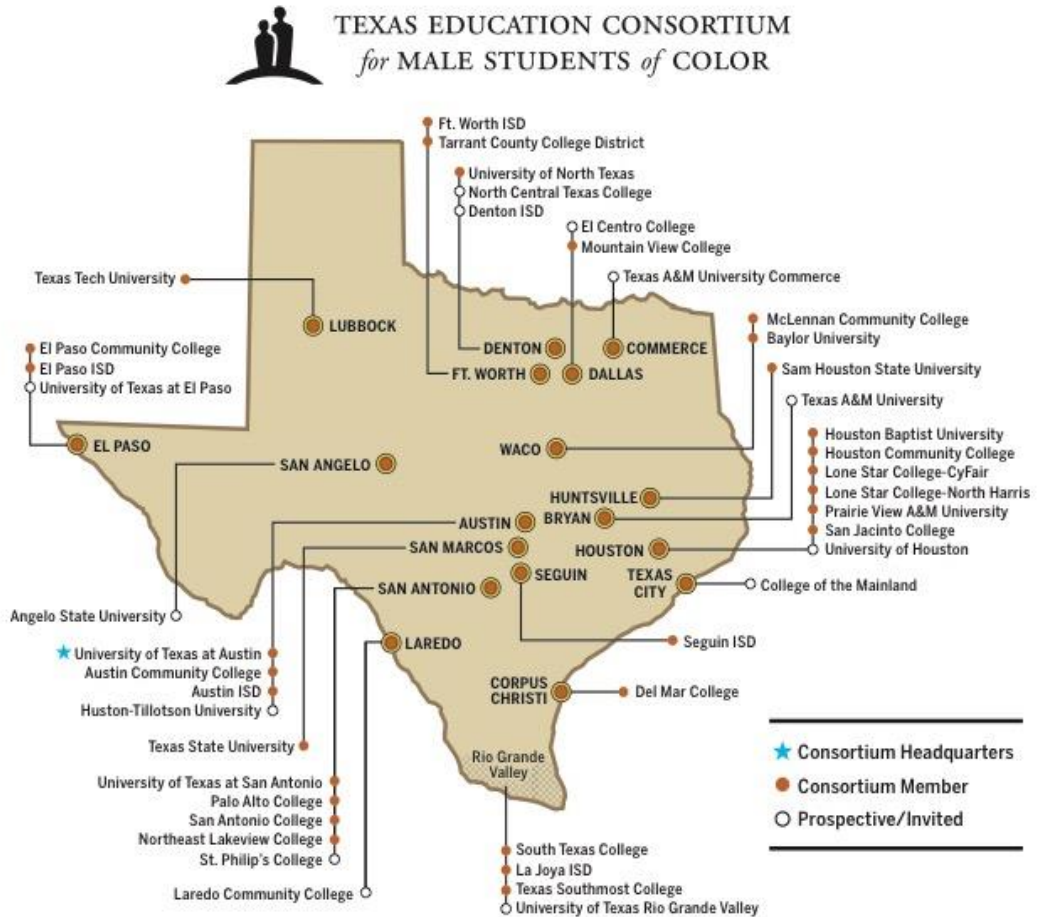 TEXAS EDUCATION CONSORTIUM
for MALE STUDENTS of COLOR
Ft. Worth ISD
Tarrant County College District
University of North Texas
North Central Texas College
Denton ISD
El Centro College
Mountain View College
Texas A&M University Commerce
Texas Tech University
LUBBOCK
DENTON
COMMERCE
FT. WORTH
DALLAS
McLennan Community College
Baylor University
Sam Houston State University
Texas A&M University
El Paso Community College
El Paso ISD
University of Texas at El Paso
EL PASO
SAN ANGELO
WACO
HUNTSVILLE
BRYAN
AUSTIN
SAN MARCOS
HOUSTON
SEGUIN
TEXAS
CITY
SAN ANTONIO
Houston Baptist University
Houston Community College
Lone Star College-CyFair
Lone Star College-North Harris
Prairie View A&M University
San Jacinto College
University of Houston
College of the Mainland
Angelo State University
LAREDO
Seguin ISD
University of Texas at Austin
Austin Community College
Austin ISD
Huston-Tillotson University
CORPUS
CHRISTI
Del Mar College
Texas State University
Rio Grande
Valley
University of Texas at San Antonio
Palo Alto College
San Antonio College
Northeast Lakeview College
St. Philip's College
Laredo Community College
South Texas College
La Joya ISD
Texas Southmost College
University of Texas Rio Grande Valley
Consortium Headquarters
Consortium Member
Prospective/Invited